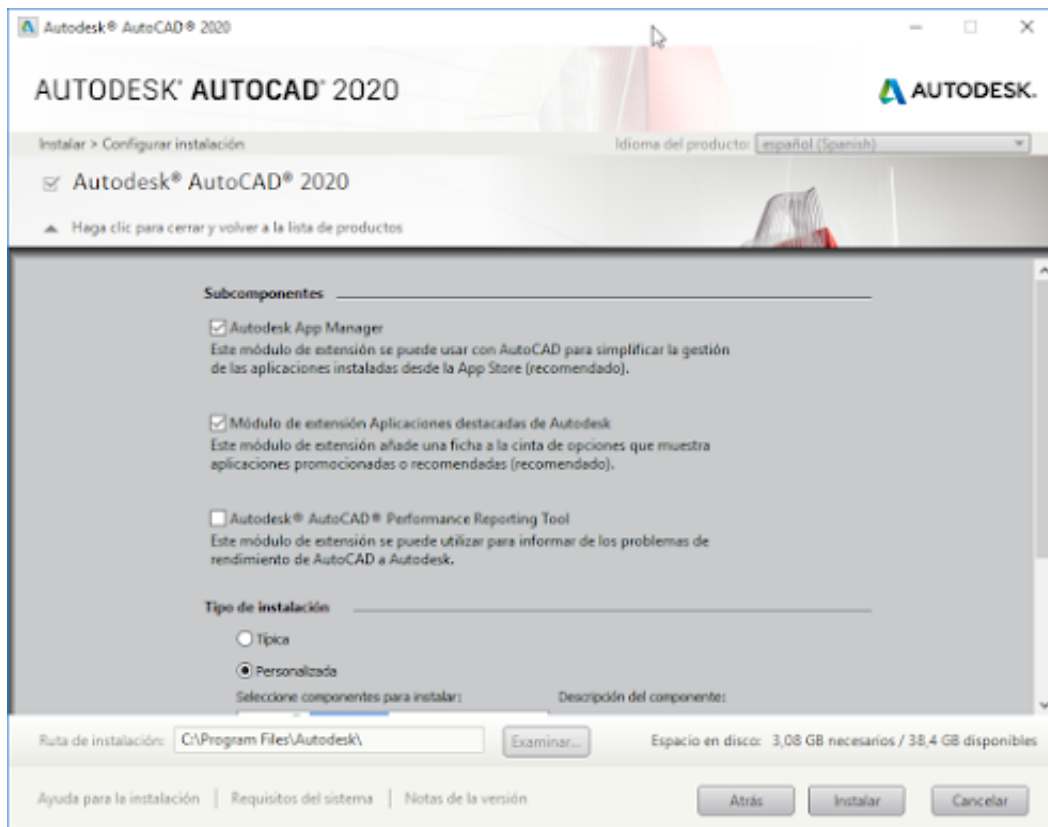 Autodesk® AutoCAD® 2020
AUTODESK® AUTOCAD® 2020
AUTODESK.
Instalar > Configurar instalación
Idioma del producto: español (Spanish)
Autodesk® AutoCAD® 2020
Haga clic para cerrar y volver a la lista de productos
Subcomponentes
Autodesk App Manager
Este módulo de extensión se puede usar con AutoCAD para simplificar la gestión
de las aplicaciones instaladas desde la App Store (recomendado).
Módulo de extensión Aplicaciones destacadas de Autodesk
Este módulo de extensión añade una ficha a la cinta de opciones que muestra
aplicaciones promocionadas o recomendadas (recomendado).
Autodesk® AutoCAD® Performance Reporting Tool
Este módulo de extensión se puede utilizar para informar de los problemas de
rendimiento de AutoCAD a Autodesk.
Tipo de instalación
Típica
Personalizada
Seleccione componentes para instalar:
Descripción del componente:
Ruta de instalación: C:\Program Files\Autodesk\
Examinar...
Espacio en disco: 3,08 GB necesarios / 38,4 GB disponibles
Ayuda para la instalación | Requisitos del sistema | Notas de la versión
Atrás
Instalar
Cancelar